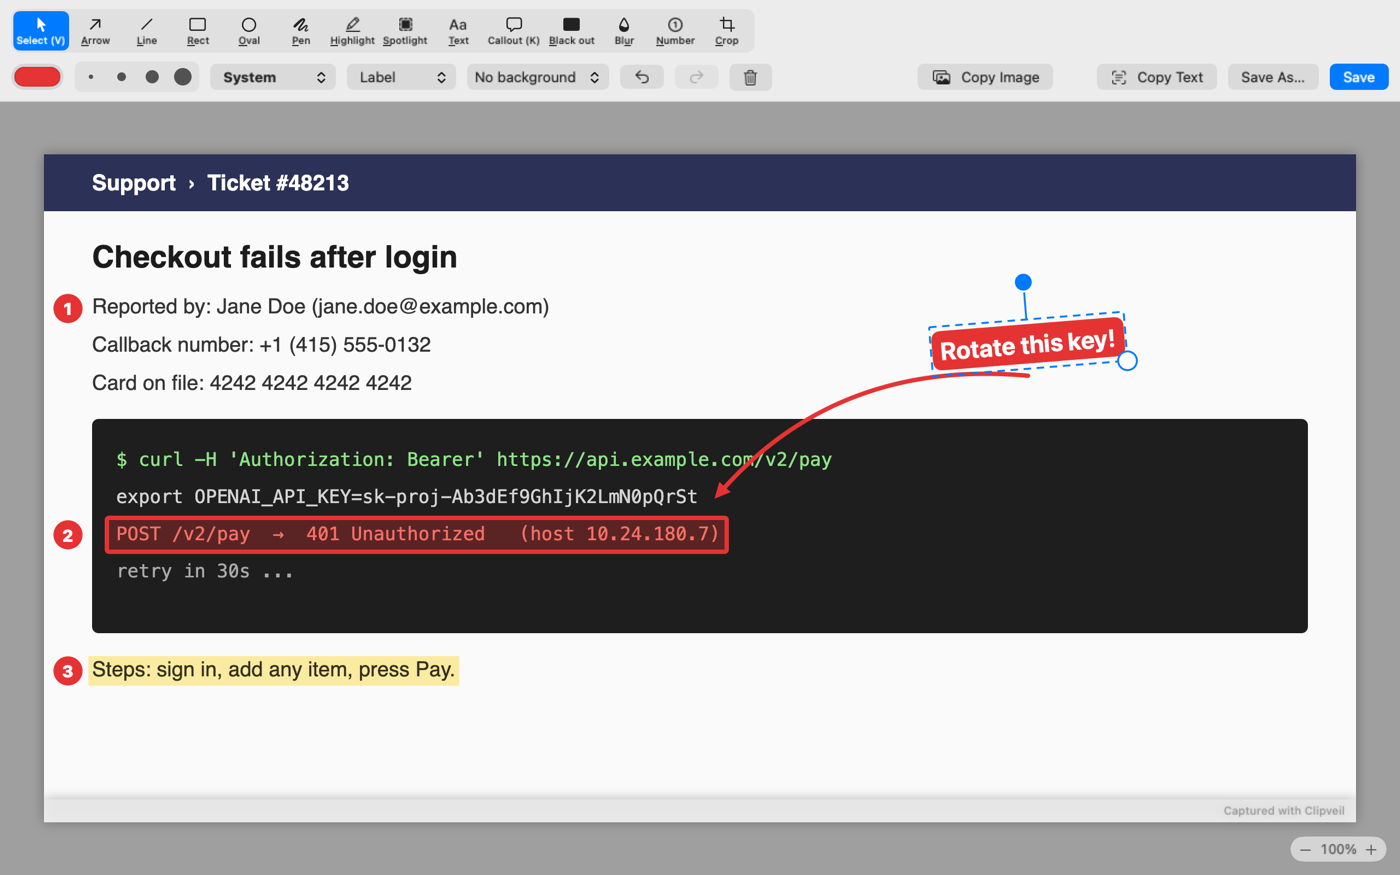 Select (V)
Arrow
Line
Rect
Oval
Pen
Highlight
Spotlight
Aa
Text
Callout (K)
Black out
Blur
1
Number
Crop
System
Label
No background
Copy Image
Copy Text
Save As...
Save
Support › Ticket #48213
Checkout fails after login
1 Reported by: Jane Doe (jane.doe@example.com)
Callback number: +1 (415) 555-0132
Rotate this key!
Card on file: 4242 4242 4242 4242
$ curl -H 'Authorization: Bearer' https://api.example.com/v2/pay
export OPENAI_API_KEY=sk-proj-Ab3dEf9GhIjK2LmN0pQrSt
2 POST /v2/pay → 401 Unauthorized (host 10.24.180.7)
retry in 30s ...
3 Steps: sign in, add any item, press Pay.
Captured with Clipveil
− 100% +